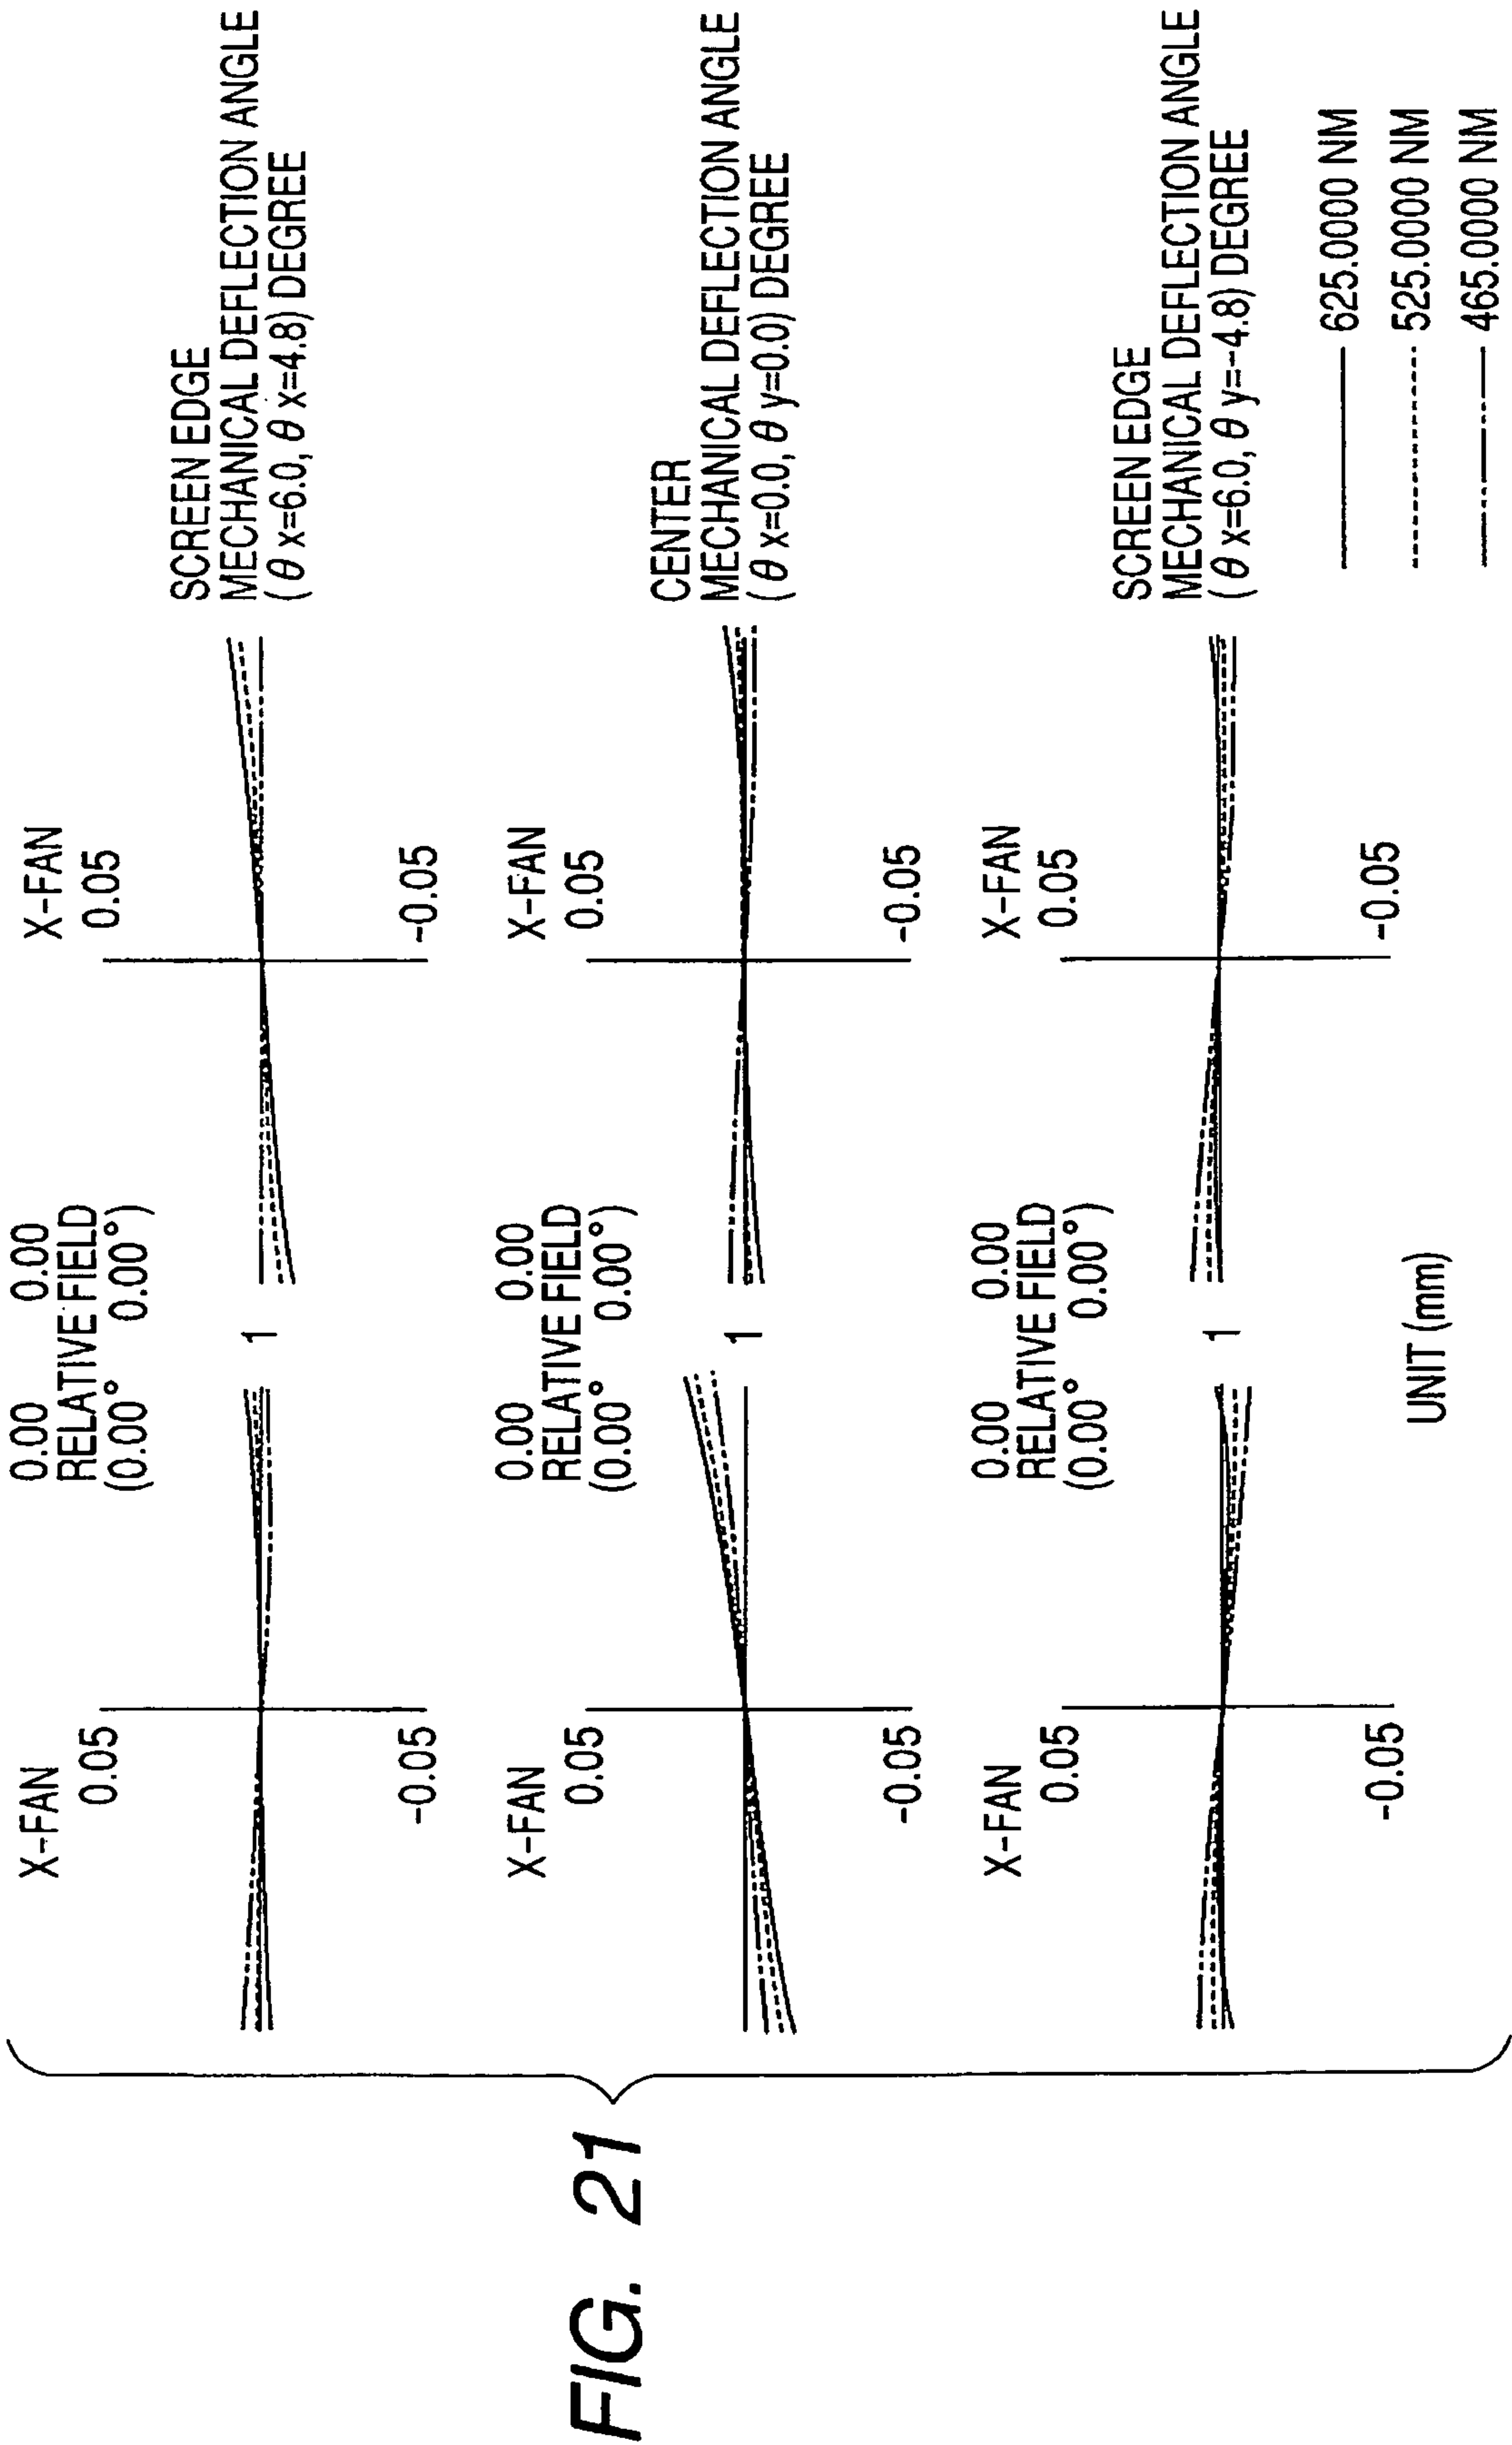 FIG. 21
X-FAN
0.05
-0.05
0.00 0.00
RELATIVE FIELD
(0.00° 0.00°)
1
X-FAN
0.05
-0.05
SCREEN EDGE
MECHANICAL DEFLECTION ANGLE
(θ x=6.0, θ x=4.8) DEGREE
X-FAN
0.05
-0.05
0.00 0.00
RELATIVE FIELD
(0.00° 0.00°)
1
X-FAN
0.05
-0.05
CENTER
MECHANICAL DEFLECTION ANGLE
(θ x=0.0, θ y=0.0) DEGREE
X-FAN
0.05
-0.05
0.00 0.00
RELATIVE FIELD
(0.00° 0.00°)
1
X-FAN
0.05
-0.05
SCREEN EDGE
MECHANICAL DEFLECTION ANGLE
(θ x=6.0, θ y=-4.8) DEGREE
UNIT (mm)
625.0000 NM
525.0000 NM
465.0000 NM